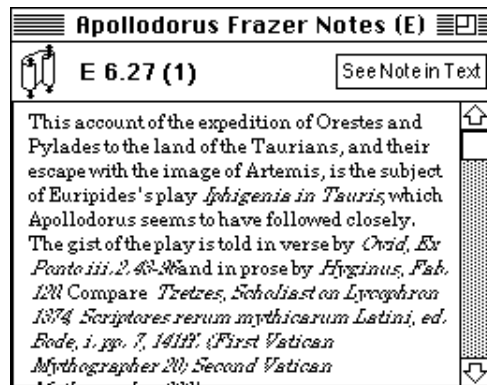 Apollodorus Frazer Notes (E)
E 6.27 (1)
See Note in Text
This account of the expedition of Orestes and
Pylades to the land of the Taurians, and their
escape with the image of Artemis, is the subject
of Euripides's play Iphigenia in Tauris, which
Apollodorus seems to have followed closely.
The gist of the play is told in verse by Ovid, Ex
Ponto iii.2.43-96 and in prose by Hyginus, Fab.
120. Compare Tzetzes, Scholiast on Lycophron
1374, Scriptores rerum mythicarum Latini, ed.
Bode, i. pp. 7, 141ff. (First Vatican
Mythographer 20; Second Vatican